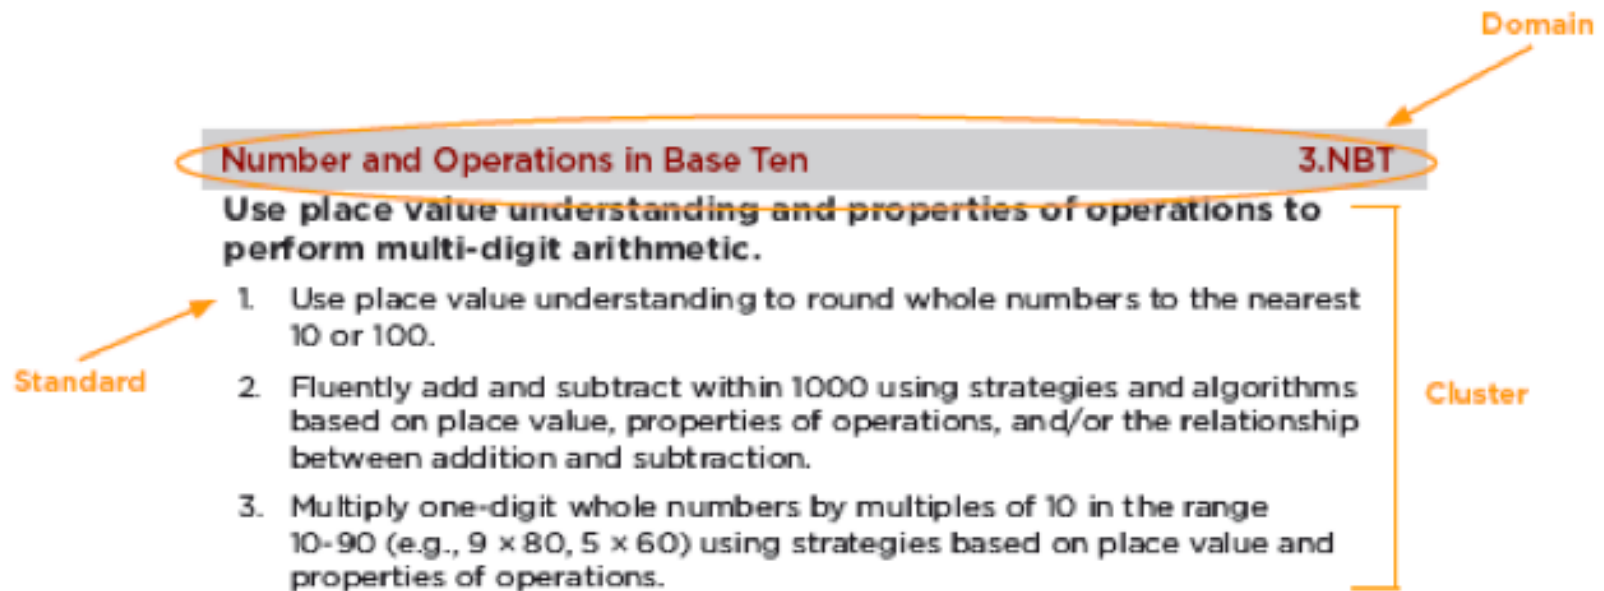 Domain
Number and Operations in Base Ten 3.NBT
Use place value understanding and properties of operations to
perform multi-digit arithmetic.
1. Use place value understanding to round whole numbers to the nearest
10 or 100.
Standard
2. Fluently add and subtract within 1000 using strategies and algorithms
based on place value, properties of operations, and/or the relationship
between addition and subtraction.
Cluster
3. Multiply one-digit whole numbers by multiples of 10 in the range
10-90 (e.g., 9 × 80, 5 × 60) using strategies based on place value and
properties of operations.